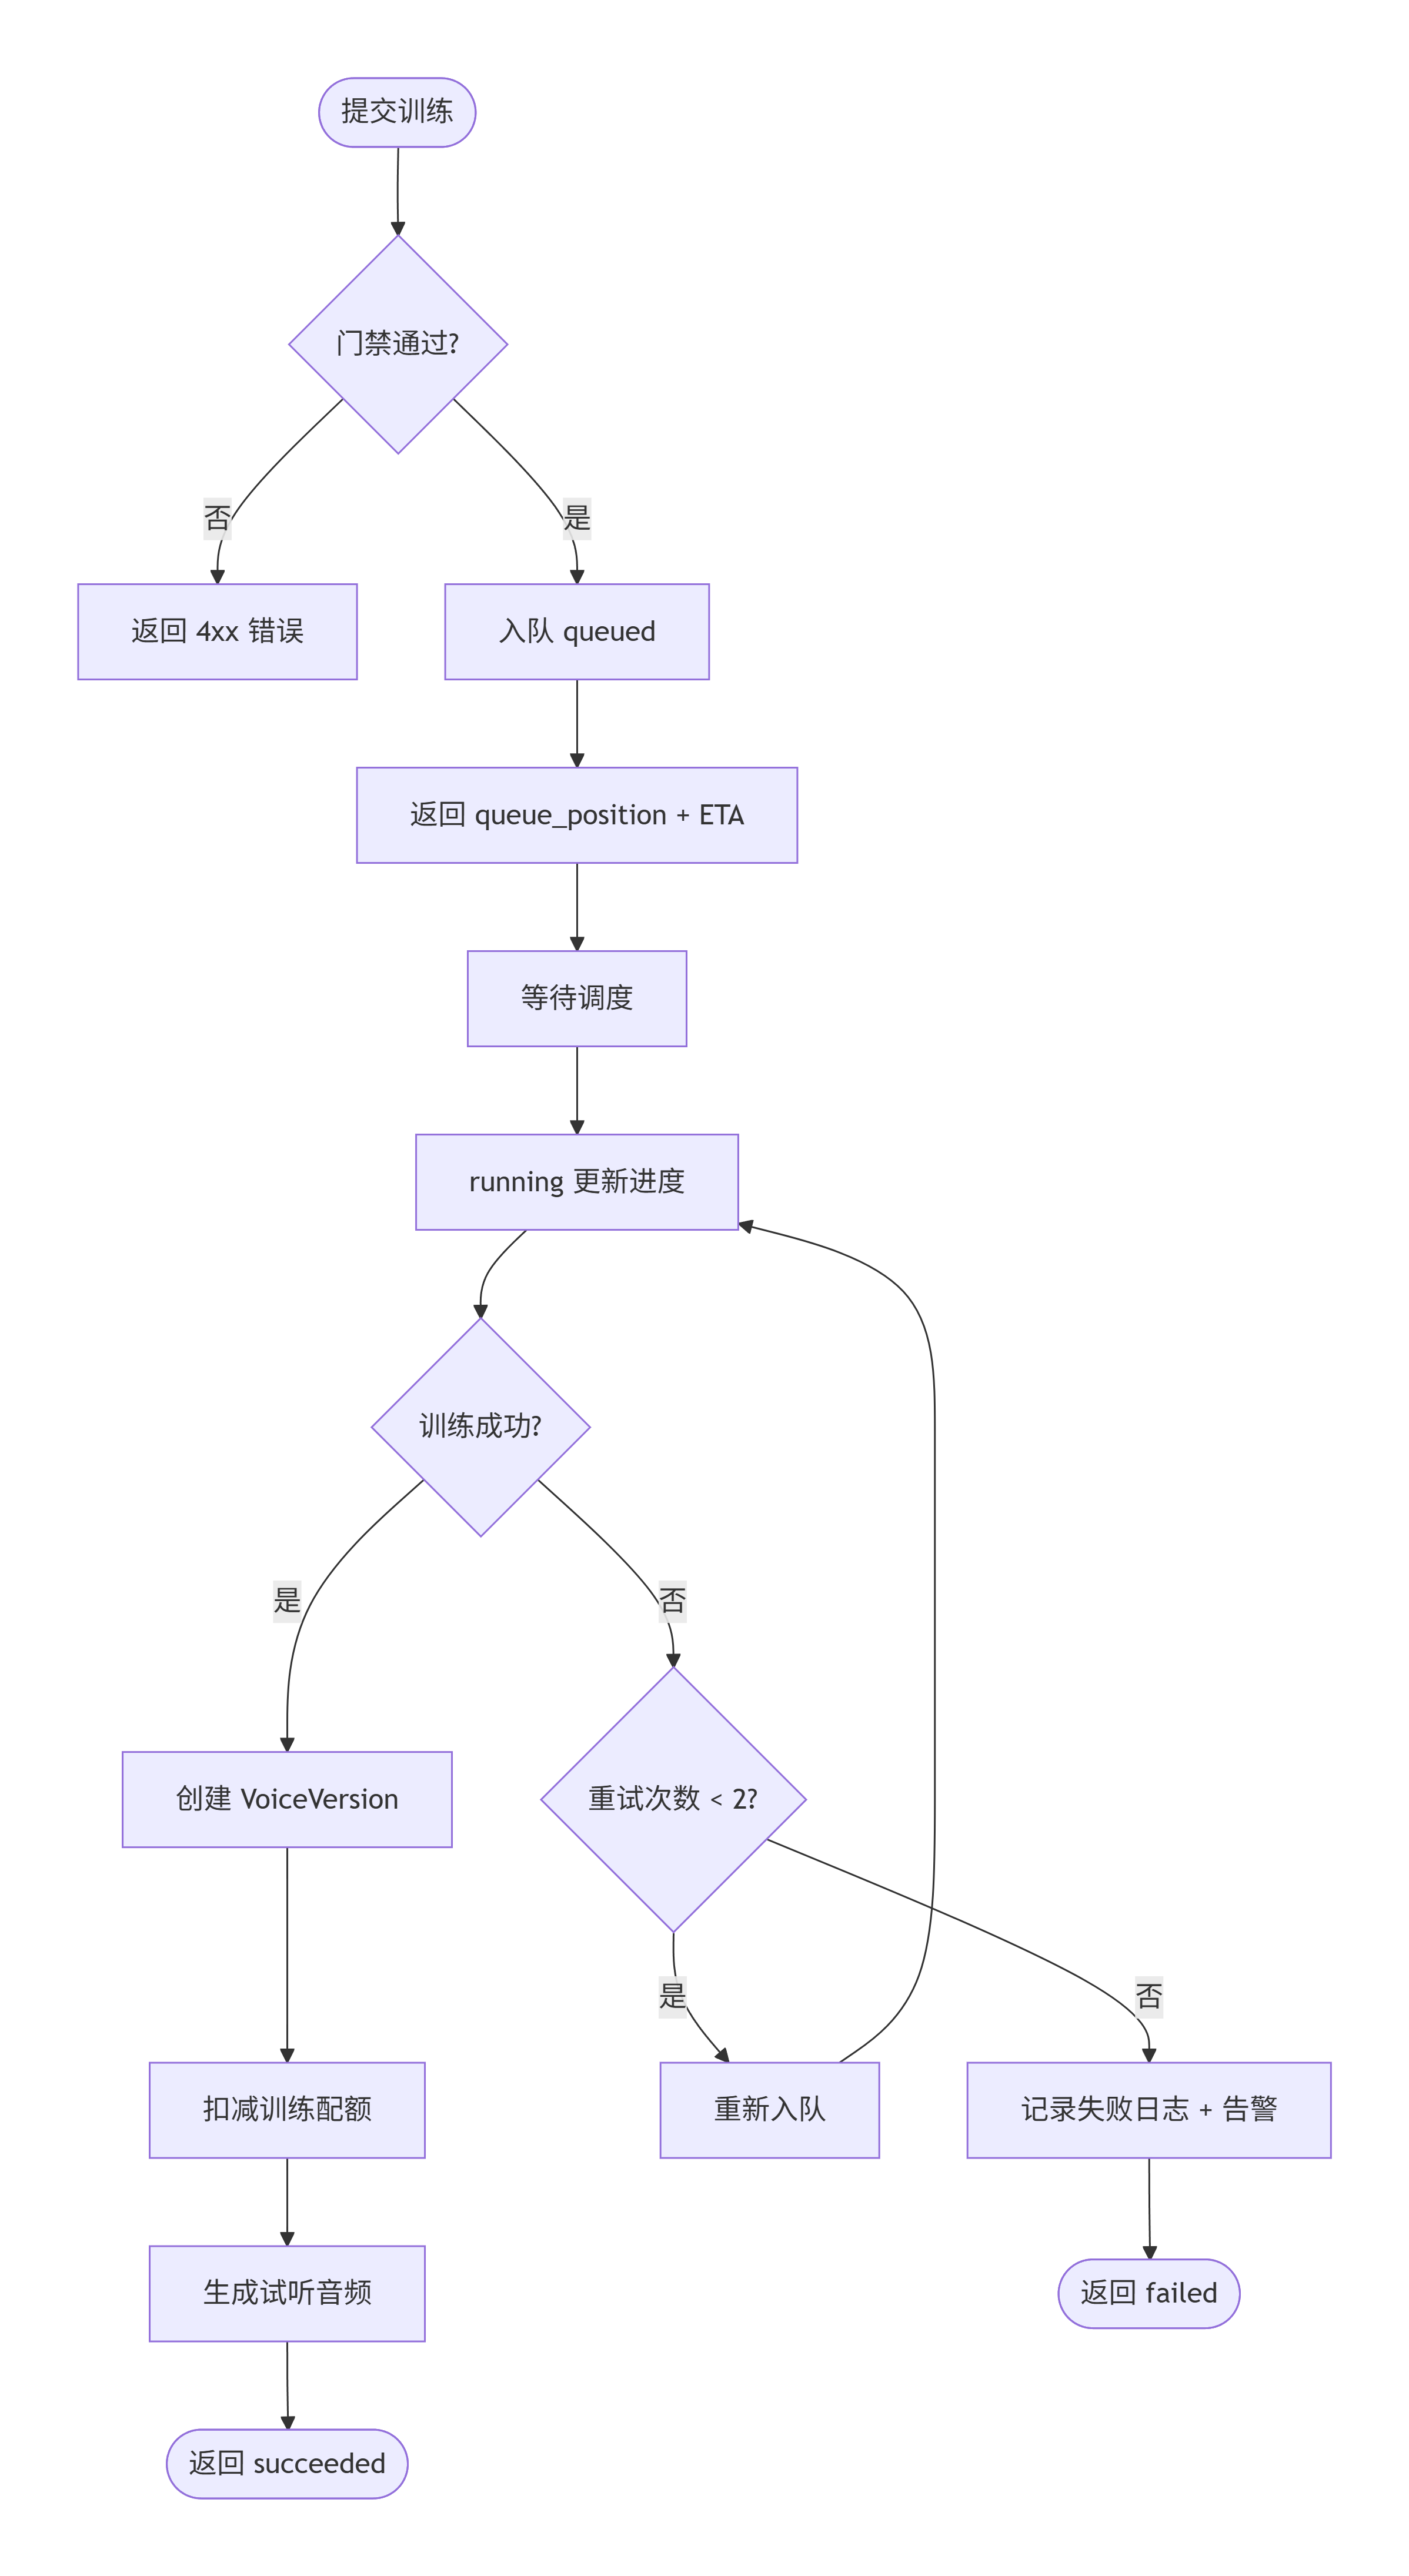 提交训练
门禁通过?
否
是
返回 4xx 错误
入队 queued
返回 queue_position + ETA
等待调度
running 更新进度
训练成功?
是
否
创建 VoiceVersion
重试次数 < 2?
是
否
扣减训练配额
重新入队
记录失败日志 + 告警
生成试听音频
返回 failed
返回 succeeded